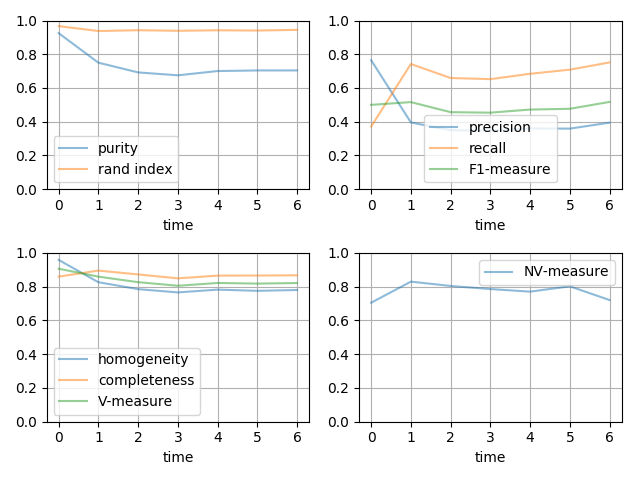 1.0
0.8
0.6
0.4
0.2
0.0
purity
rand index
0 1 2 3 4 5 6
time
1.0
0.8
0.6
0.4
0.2
0.0
precision
recall
F1-measure
0 1 2 3 4 5 6
time
1.0
0.8
0.6
0.4
0.2
0.0
homogeneity
completeness
V-measure
0 1 2 3 4 5 6
time
1.0
0.8
0.6
0.4
0.2
0.0
NV-measure
0 1 2 3 4 5 6
time